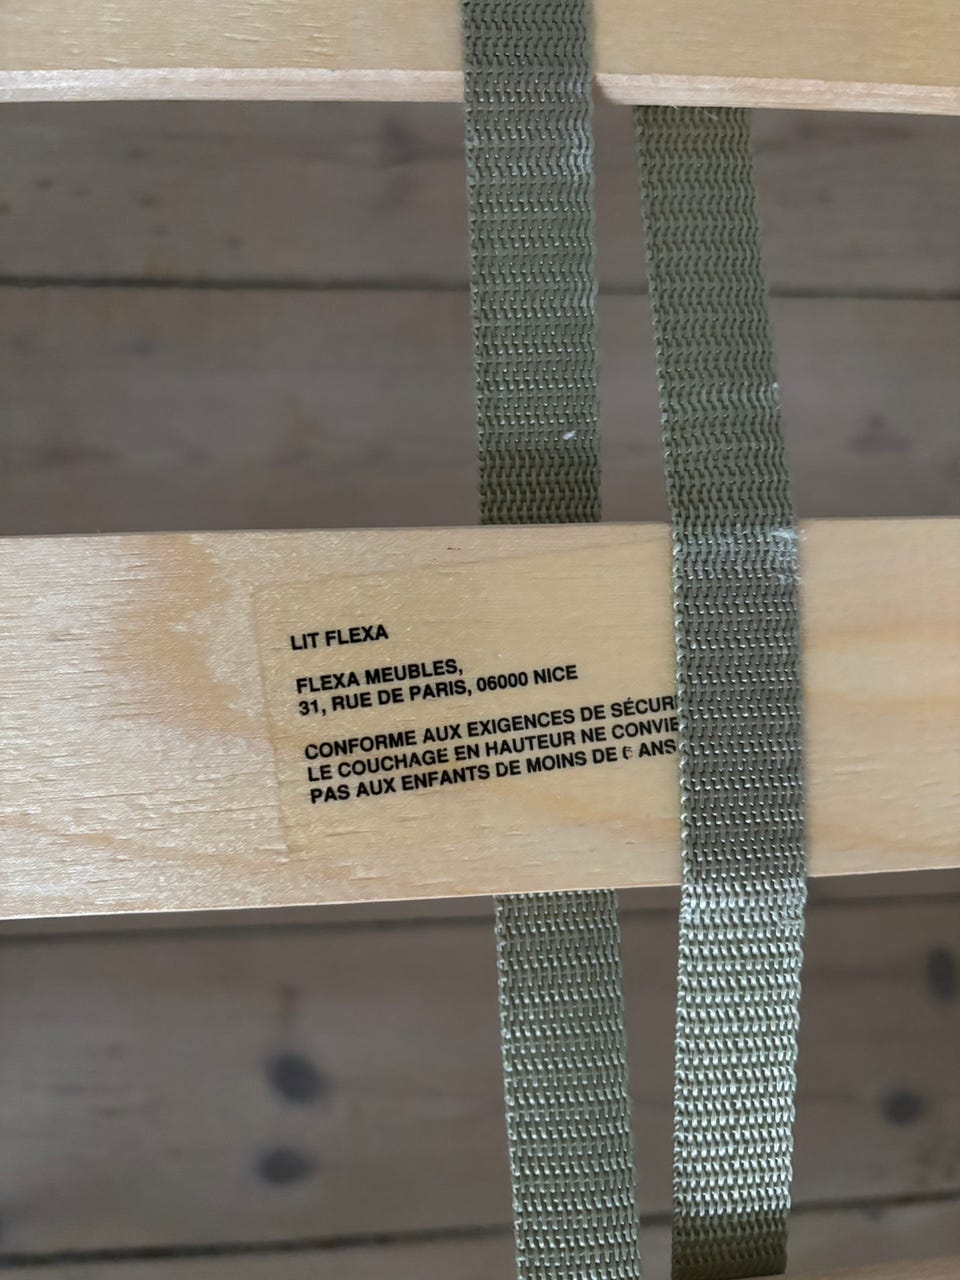 LIT FLEXA
FLEXA MEUBLES,
31, RUE DE PARIS, 06000 NICE
CONFORME AUX EXIGENCES DE
LE COUCHAGE EN HAUTEUR NE
PAS AUX ENFANTS DE MOINS DE 6 ANS